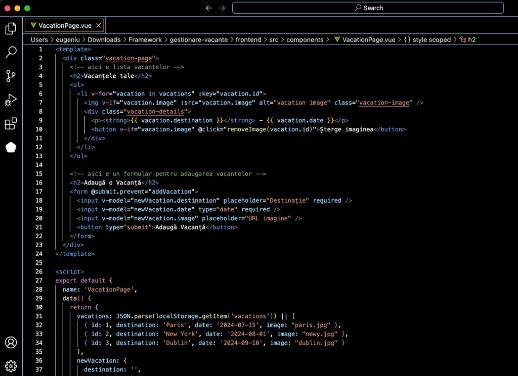 Search
VacationPage.vue
Users > eugeniu > Downloads > Framework > gestionare-vacante > frontend > src > components > VacationPage.vue > {} style scoped > h2
1 <template>
2 <div class="vacation-page">
3 <!-- aici e lista vacantelor -->
4 <h2>Vacanțele tale</h2>
5 <ul>
6 <li v-for="vacation in vacations" :key="vacation.id">
7 <img v-if="vacation.image" :src="vacation.image" alt="vacation image" class="vacation-image" />
8 <div class="vacation-details">
9 <p><strong>{{ vacation.destination }}</strong> - {{ vacation.date }}</p>
10 <button v-if="vacation.image" @click="removeImage(vacation.id)">Șterge imaginea</button>
11 </div>
12 </li>
13 </ul>
14
15 <!-- aici e un formular pentru adaugarea vacantelor -->
16 <h2>Adaugă o Vacanță</h2>
17 <form @submit.prevent="addVacation">
18 <input v-model="newVacation.destination" placeholder="Destinație" required />
19 <input v-model="newVacation.date" type="date" required />
20 <input v-model="newVacation.image" placeholder="URL imagine" />
21 <button type="submit">Adaugă Vacanță</button>
22 </form>
23 </div>
24 </template>
25
26 <script>
27 export default {
28 name: 'VacationPage',
29 data() {
30 return {
31 vacations: JSON.parse(localStorage.getItem('vacations')) || [
32 { id: 1, destination: 'Paris', date: '2024-07-15', image: "paris.jpg" },
33 { id: 2, destination: 'New York', date: '2024-08-01', image: "newy.jpg" },
34 { id: 3, destination: 'Dublin', date: '2024-09-10', image: "dublin.jpg" }
35 ],
36 newVacation: {
37 destination: '',